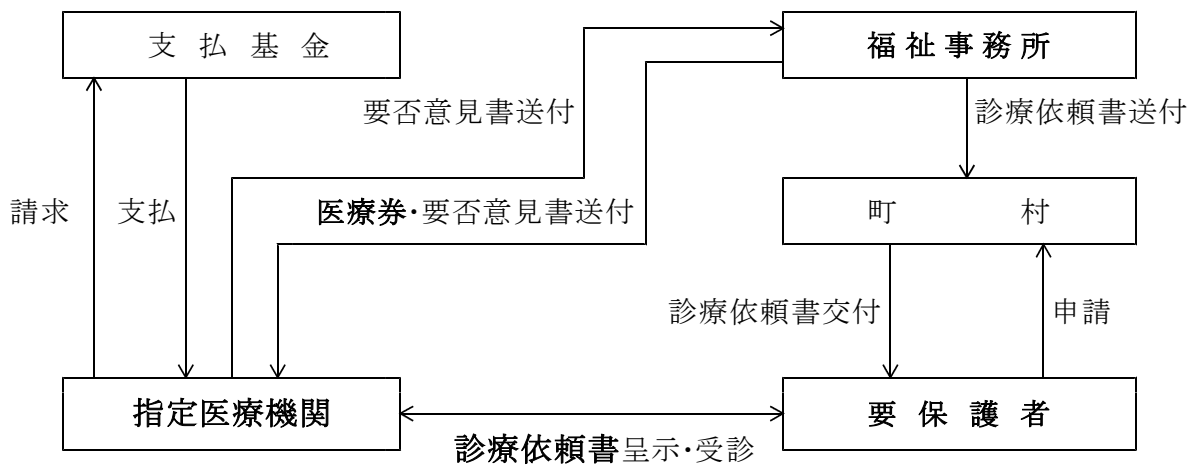 支払基金
福祉事務所
要否意見書送付
診療依頼書送付
請求
支払
医療券・要否意見書送付
町村
診療依頼書交付
申請
指定医療機関
要保護者
診療依頼書呈示・受診